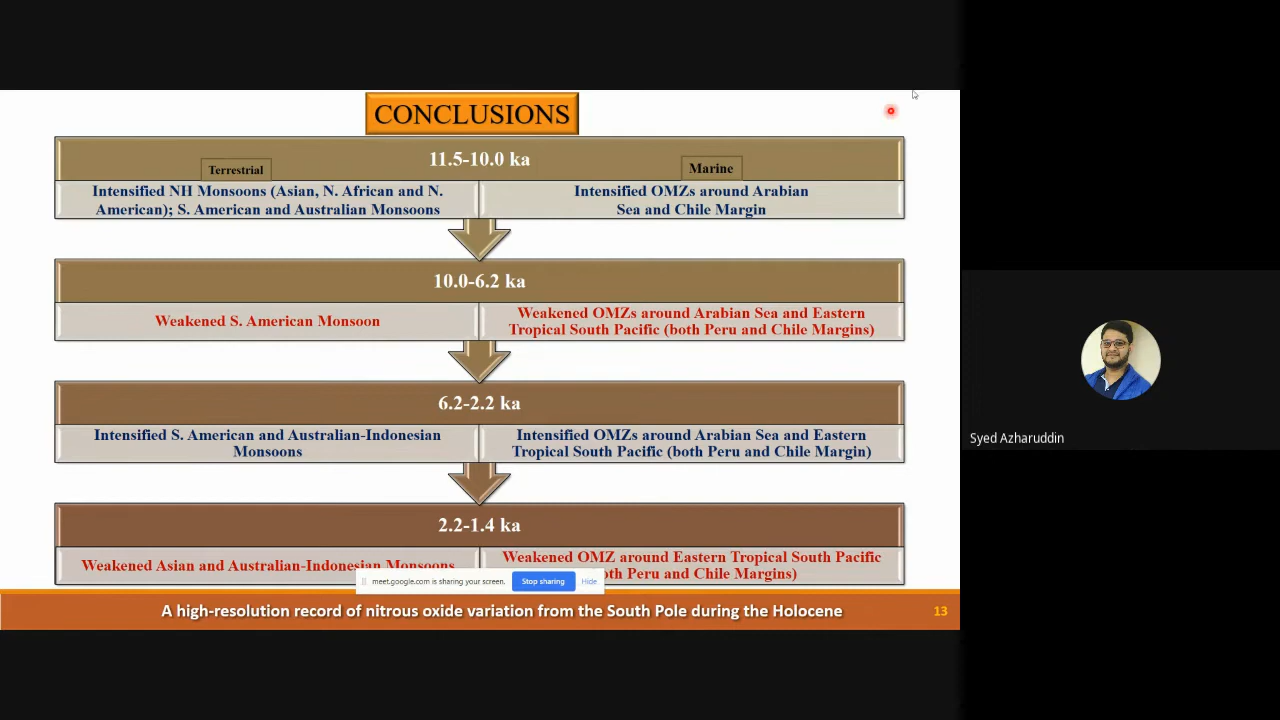 CONCLUSIONS
11.5-10.0 ka
Terrestrial
Marine
Intensified NH Monsoons (Asian, N. African and N.
American); S. American and Australian Monsoons
Intensified OMZs around Arabian
Sea and Chile Margin
10.0-6.2 ka
Weakened S. American Monsoon
Weakened OMZs around Arabian Sea and Eastern
Tropical South Pacific (both Peru and Chile Margins)
6.2-2.2 ka
Intensified S. American and Australian-Indonesian
Monsoons
Intensified OMZs around Arabian Sea and Eastern
Tropical South Pacific (both Peru and Chile Margin)
2.2-1.4 ka
Weakened Asian and Australian-Indonesian Monsoons
Weakened OMZ around Eastern Tropical South Pacific
both Peru and Chile Margins)
meet.google.com is sharing your screen.
Stop sharing
Hide
A high-resolution record of nitrous oxide variation from the South Pole during the Holocene
13
Syed Azharuddin